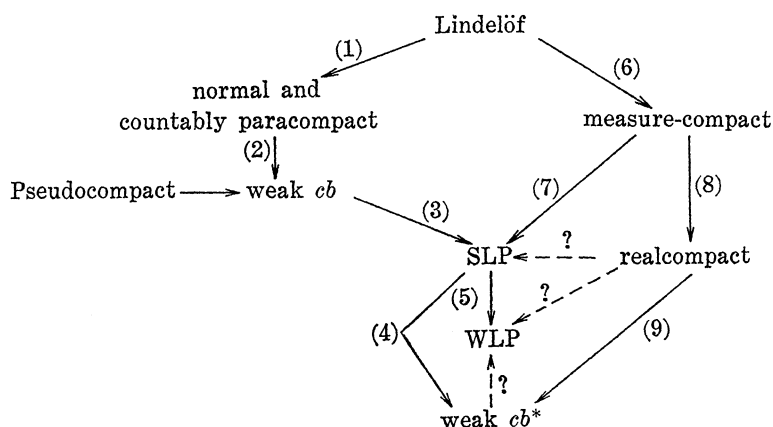 Lindelöf
(1)
(6)
normal and
countably paracompact
measure-compact
(2)
Pseudocompact
weak cb
(7)
(8)
(3)
SLP
?
realcompact
(5)
?
(4)
WLP
(9)
?
weak cb*